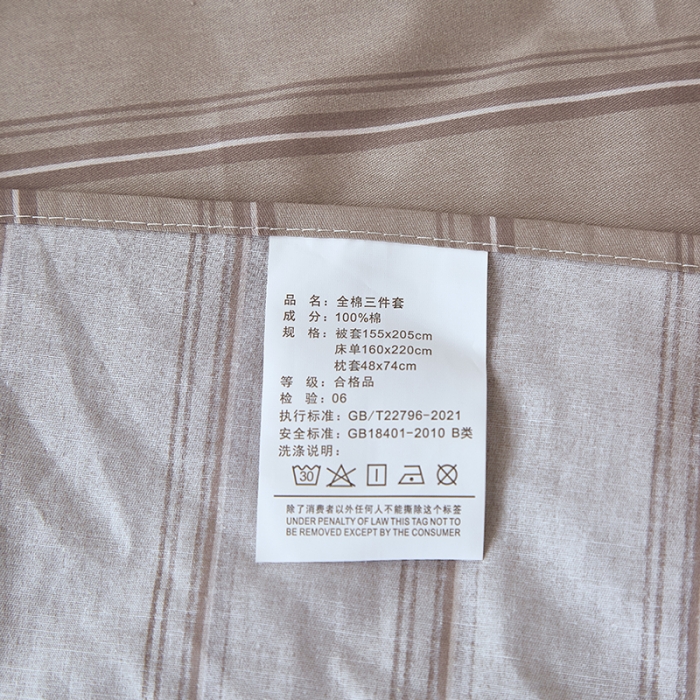 品 名：全棉三件套
成 分：100%棉
规 格：被套155x205cm
床单160x220cm
枕套48x74cm
等 级：合格品
检 验：06
执行标准：GB/T22796-2021
安全标准：GB18401-2010 B类
洗涤说明：
30
除了消费者以外任何人不能撕除这个标签
UNDER PENALTY OF LAW THIS TAG NOT TO
BE REMOVED EXCEPT BY THE CONSUMER